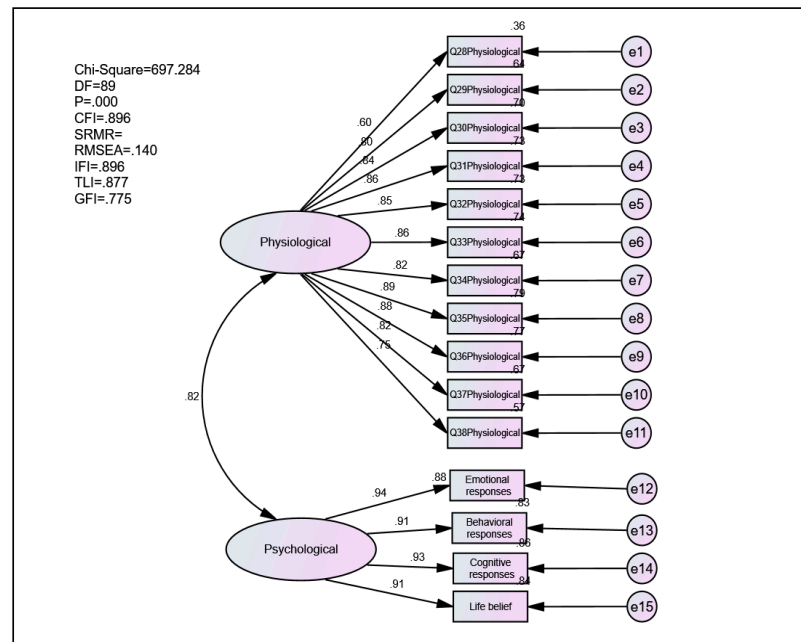 Chi-Square=697.284
DF=89
P=.000
CFI=.896
SRMR=
RMSEA=.140
IFI=.896
TLI=.877
GFI=.775
.36
Q28Physiological
e1
.64
Q29Physiological
e2
.70
Q30Physiological
e3
.73
Q31Physiological
e4
.73
Q32Physiological
e5
.74
Q33Physiological
e6
.67
Q34Physiological
e7
.79
Q35Physiological
e8
.77
Q36Physiological
e9
.67
Q37Physiological
e10
.57
Q38Physiological
e11
.60
.80
.84
.86
.85
.86
.82
.89
.88
.82
.75
Physiological
.82
Psychological
.94
.91
.93
.91
.88
Emotional
responses
e12
.83
Behavioral
responses
e13
.86
Cognitive
responses
e14
.84
Life belief
e15